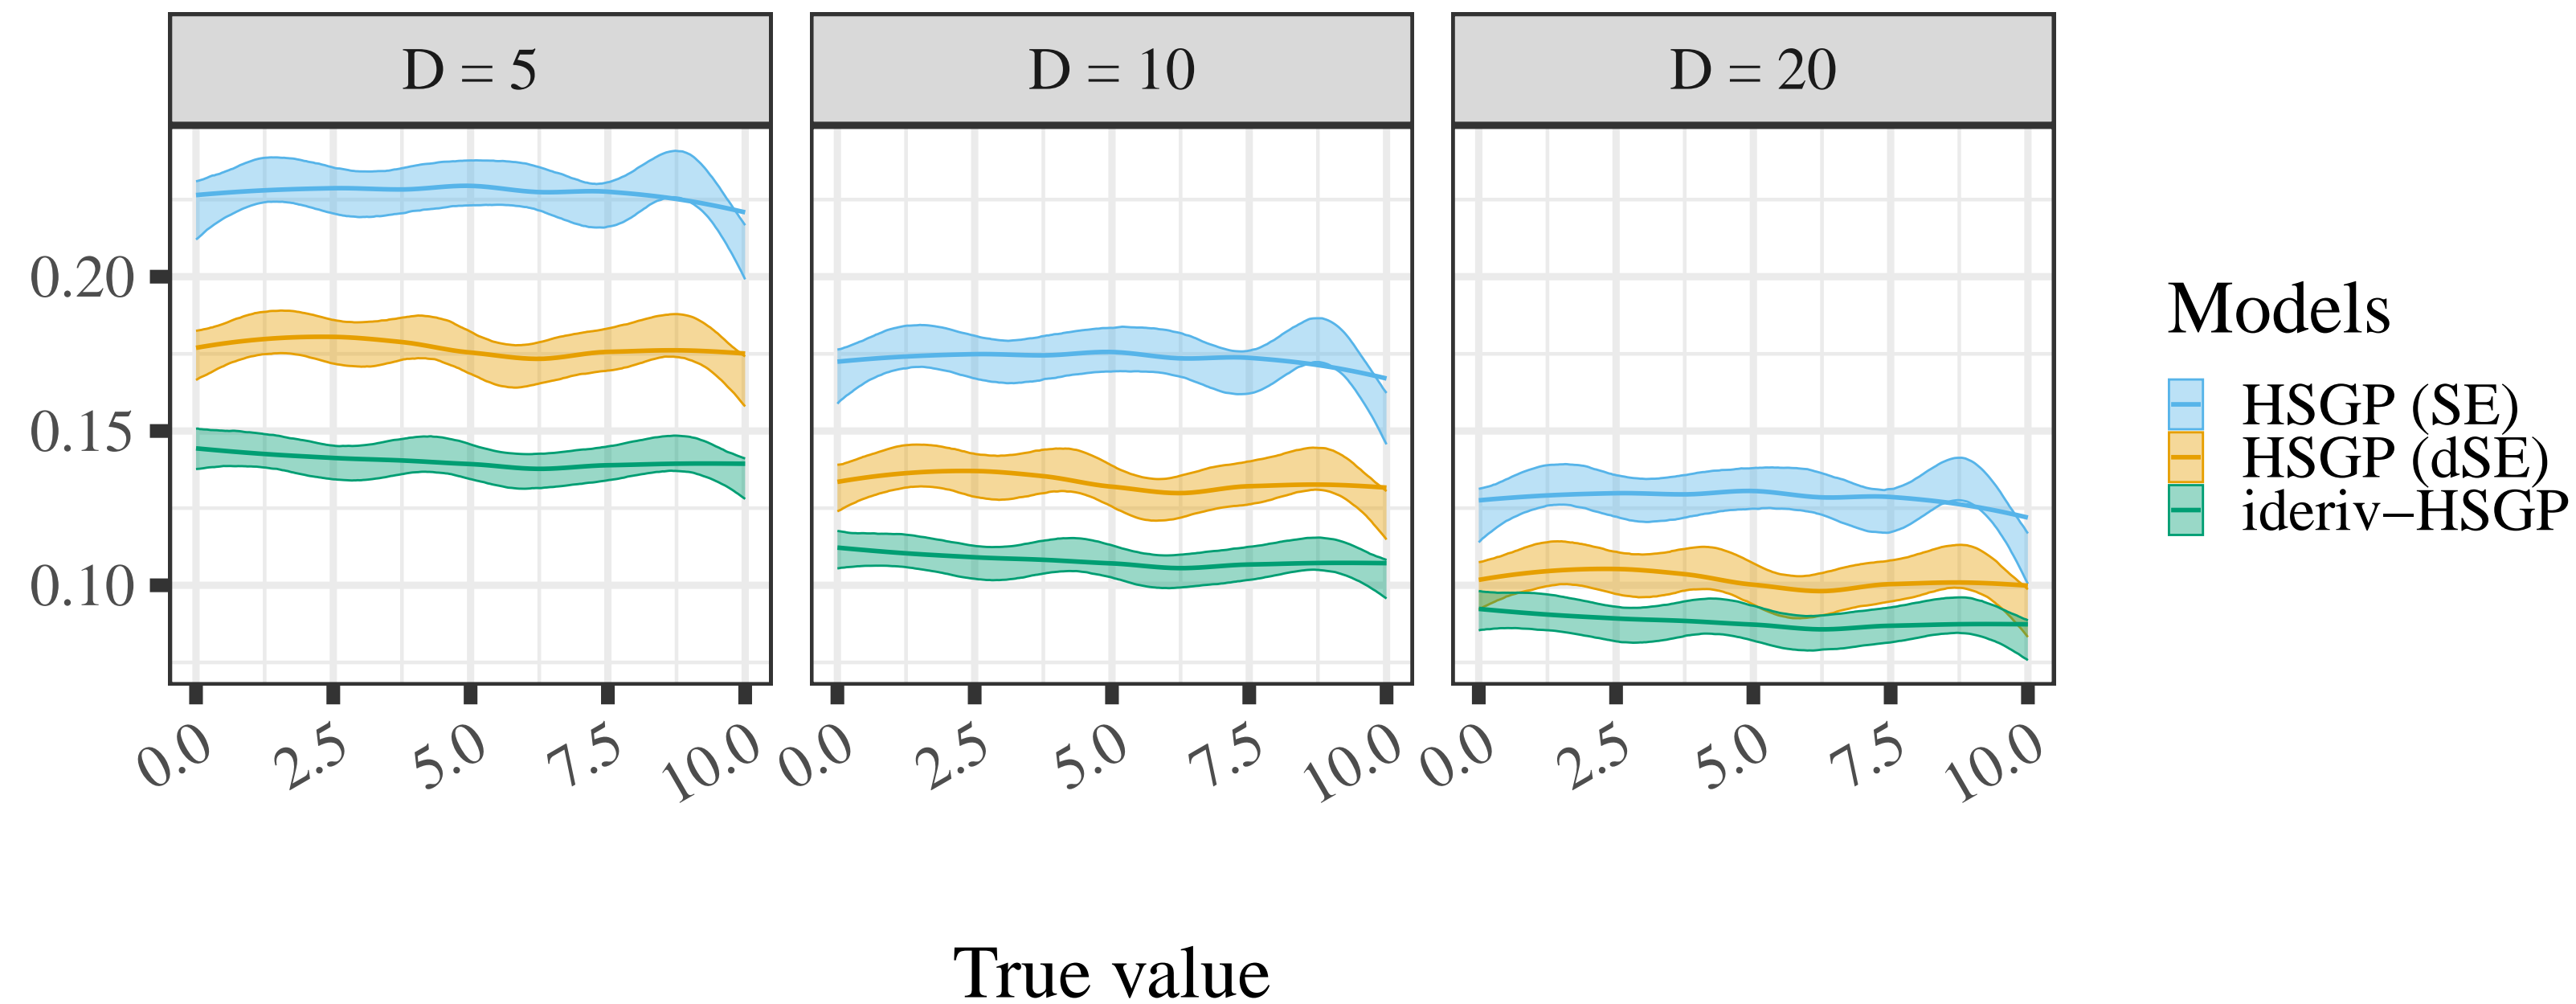 D = 5
D = 10
D = 20
0.20
0.15
0.10
0.0 2.5 5.0 7.5 10.0
0.0 2.5 5.0 7.5 10.0
0.0 2.5 5.0 7.5 10.0
True value
Models
HSGP (SE)
HSGP (dSE)
ideriv−HSGP